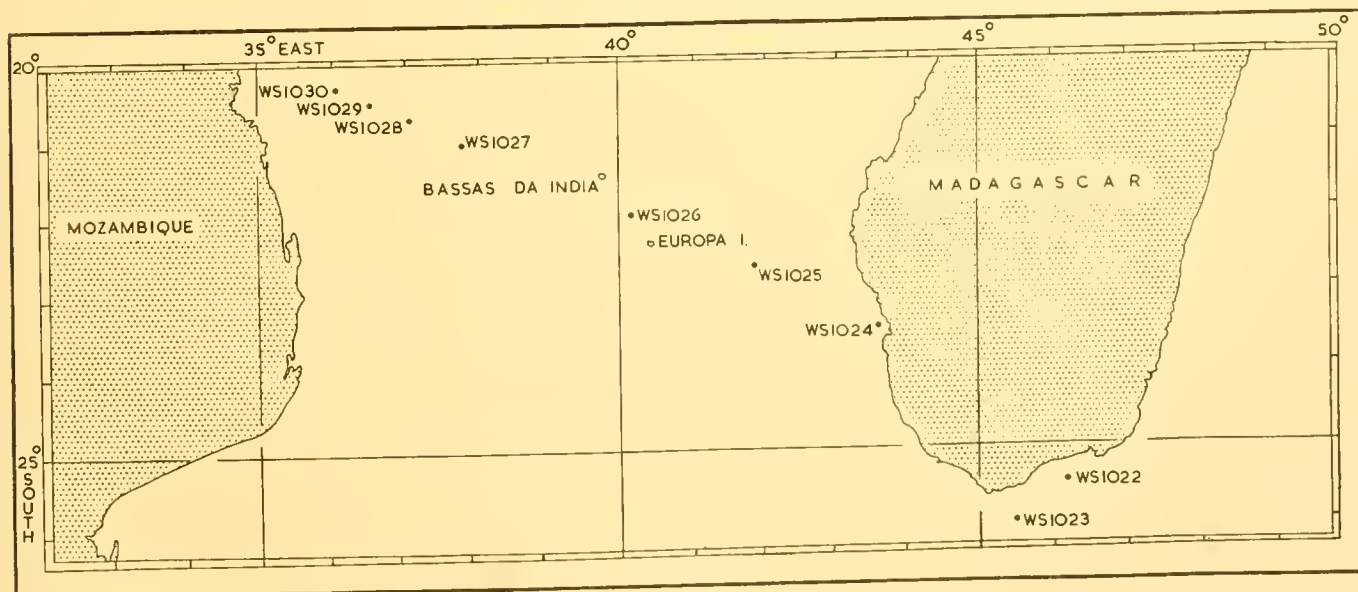 35° EAST
40°
45°
50°
20°
WS1030
WS1029
WS1028
WS1027
BASSAS DA INDIA
MADAGASCAR
WS1026
MOZAMBIQUE
EUROPA I.
WS1025
WS1024
25° SOUTH
WS1022
WS1023